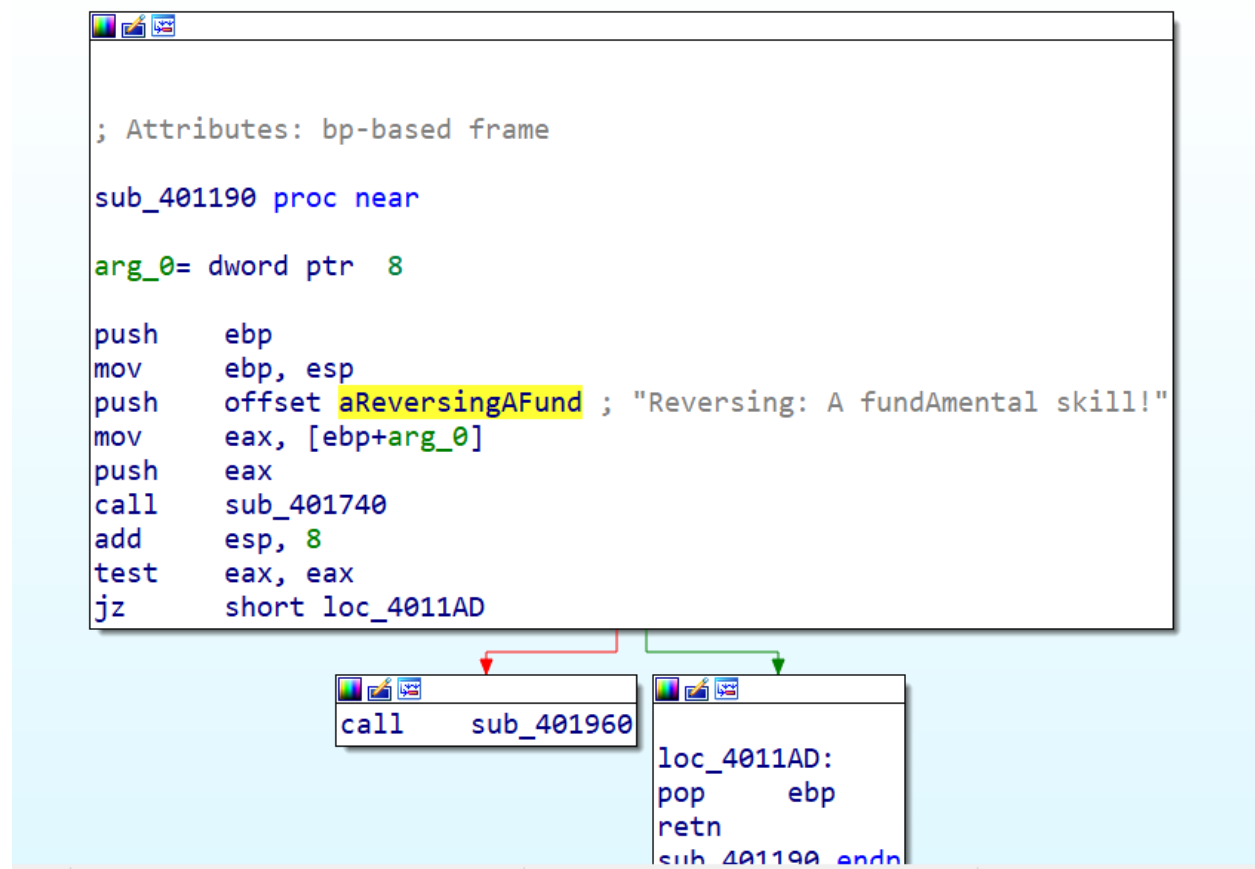 ; Attributes: bp-based frame
sub_401190 proc near
arg_0= dword ptr  8
push    ebp
mov     ebp, esp
push    offset aReversingAFund ; "Reversing: A fundAmental skill!"
mov     eax, [ebp+arg_0]
push    eax
call    sub_401740
add     esp, 8
test    eax, eax
jz      short loc_4011AD
call    sub_401960
loc_4011AD:
pop     ebp
retn
sub_401190 endp